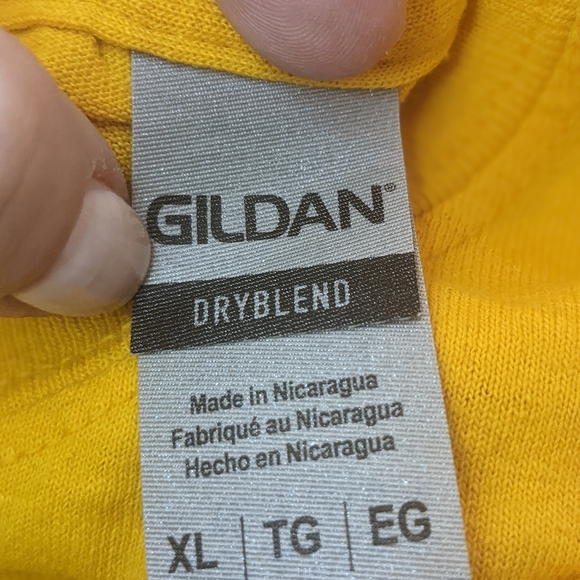 GILDAN®
DRYBLEND
Made in Nicaragua
Fabriqué au Nicaragua
Hecho en Nicaragua
XL | TG | EG